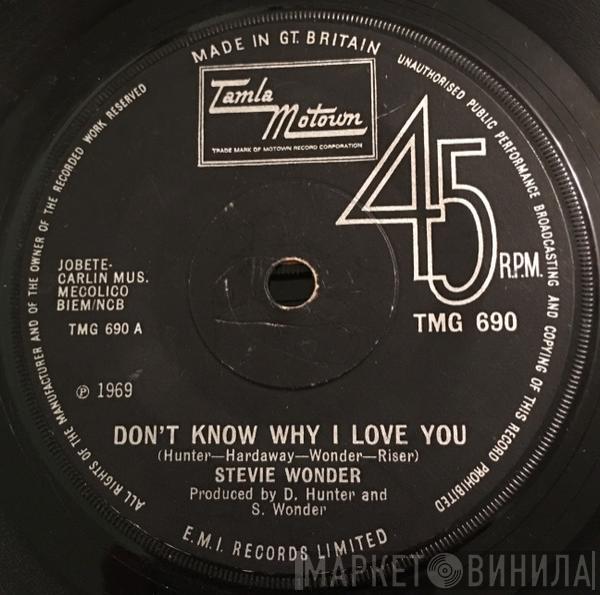 MADE IN GT. BRITAIN
UNAUTHORISED PUBLIC PERFORMANCE BROADCASTING AND COPYING OF THIS RECORD PROHIBITED
ALL RIGHTS OF THE MANUFACTURER AND OF THE OWNER OF THE RECORDED WORK RESERVED
Tamla
Motown
TRADE MARK OF MOTOWN RECORD CORPORATION
45
R.P.M.
TMG 690
JOBETE-
CARLIN MUS.
MECOLICO
BIEM/NCB
TMG 690 A
℗ 1969
DON'T KNOW WHY I LOVE YOU
(Hunter—Hardaway—Wonder—Riser)
STEVIE WONDER
Produced by D. Hunter and
S. Wonder
E.M.I. RECORDS LIMITED
МАРКЕТ ВИНИЛА